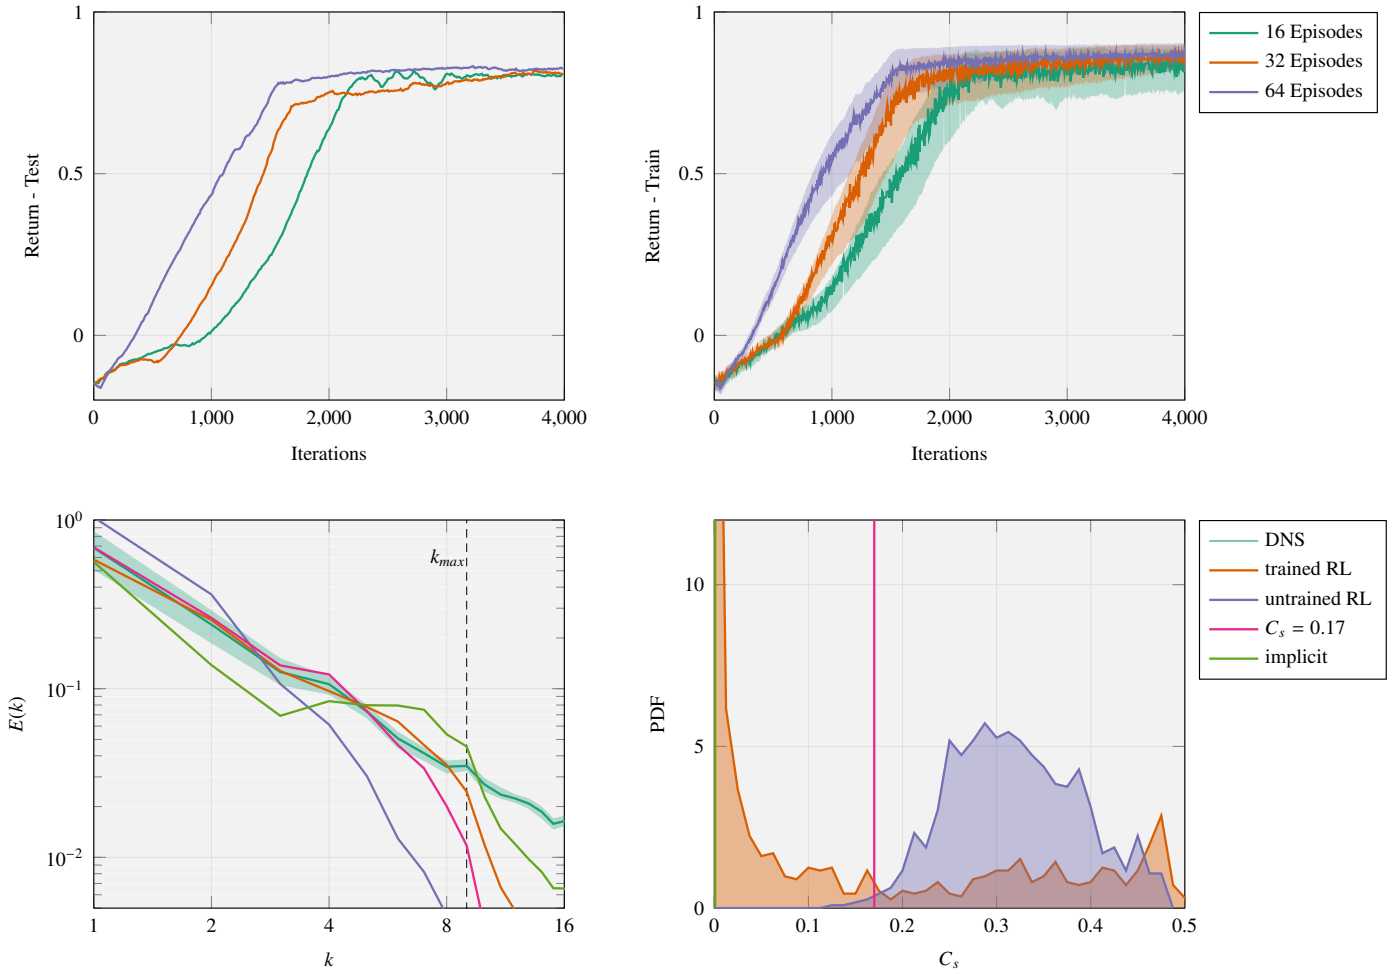 1
0.5
0
Return - Test
0
1,000
2,000
3,000
4,000
Iterations
1
0.5
0
Return - Train
0
1,000
2,000
3,000
4,000
Iterations
16 Episodes
32 Episodes
64 Episodes
10^0
10^−1
10^−2
E(k)
k_max
1
2
4
8
16
k
10
5
0
PDF
0
0.1
0.2
0.3
0.4
0.5
C_s
DNS
trained RL
untrained RL
C_s = 0.17
implicit